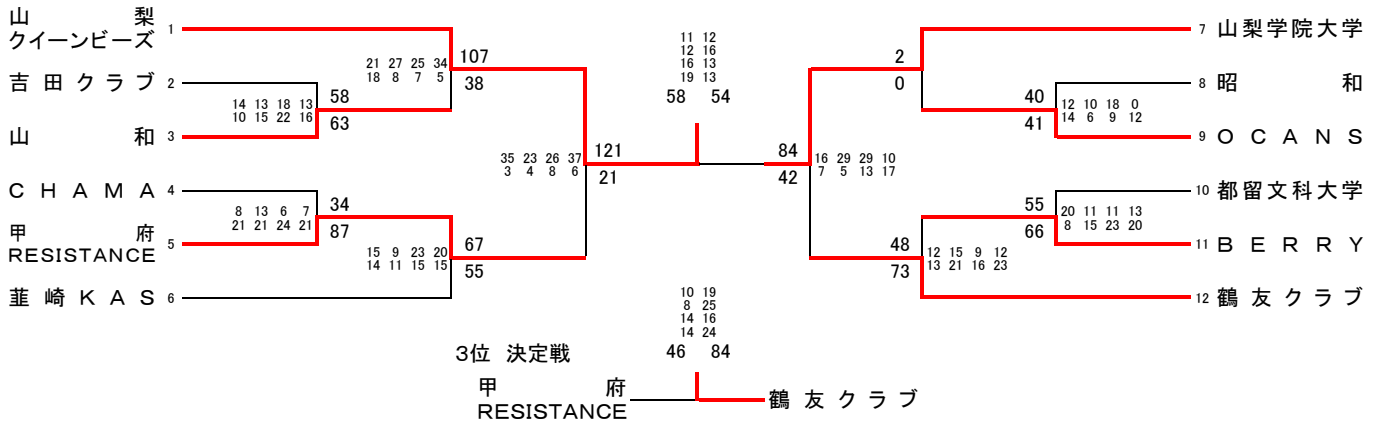 山梨
クイーンビーズ 1
吉田クラブ 2
山和 3
CHAMA 4
甲府
RESISTANCE 5
韮崎KAS 6
14 13 18 13
10 15 22 16
58
63
21 27 25 34
18 8 7 5
107
38
8 13 6 7
21 21 24 21
34
87
15 9 23 20
14 11 15 15
67
55
35 23 26 37
3 4 8 6
121
21
11 12
12 16
16 13
19 13
58 54
84
42
16 29 29 10
7 5 13 17
2
0
40
41
12 10 18 0
14 6 9 12
55
66
20 11 11 13
8 15 23 20
48
73
12 15 9 12
13 21 16 23
7 山梨学院大学
8 昭和
9 OCANS
10 都留文科大学
11 BERRY
12 鶴友クラブ
10 19
8 25
14 16
14 24
46 84
3位 決定戦
甲府
RESISTANCE
鶴友クラブ